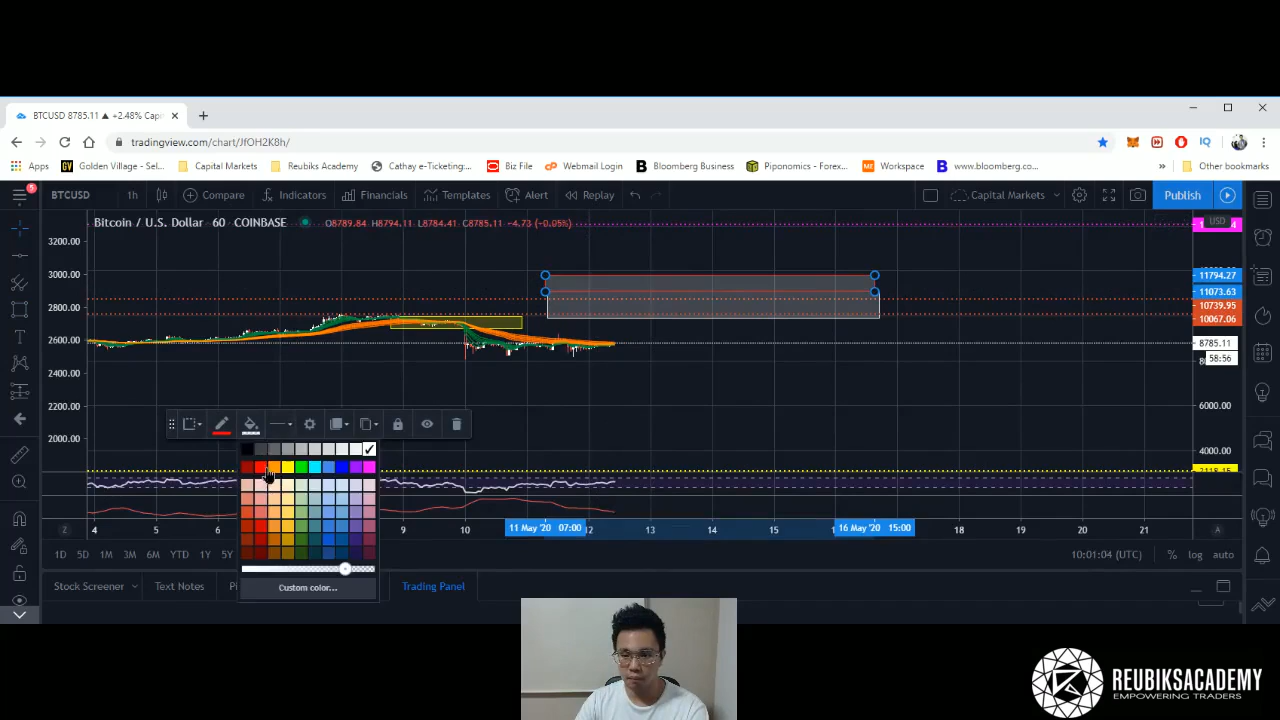 BTCUSD 8785.11 ▲ +2.48% Capi
tradingview.com/chart/JfOH2K8h/
IQ
Apps Golden Village - Sel... Capital Markets Reubiks Academy Cathay e-Ticketing:... Biz File Webmail Login Bloomberg Business Piponomics - Forex... Workspace www.bloomberg.co... » Other bookmarks
BTCUSD 1h Compare Indicators Financials Templates Alert Replay Capital Markets Publish
Bitcoin / U.S. Dollar 60 COINBASE O8789.84 H8794.11 L8784.41 C8785.11 −4.73 (−0.05%)
USD
3200.00
3000.00 11794.27
11073.63
2800.00 10739.95
10067.06
2600.00 8785.11
58:56
2400.00
2200.00 6000.00
2000.00 4000.00
Z 4 9 10 11 May '20 07:00 12 13 14 15 16 May '20 15:00 18 19 20 21 A
1D 5D 1M 3M 6M YTD 1Y 5Y 10:01:04 (UTC) % log auto
Custom color...
Stock Screener Text Notes Trading Panel
REUBIKSACADEMY
EMPOWERING TRADERS